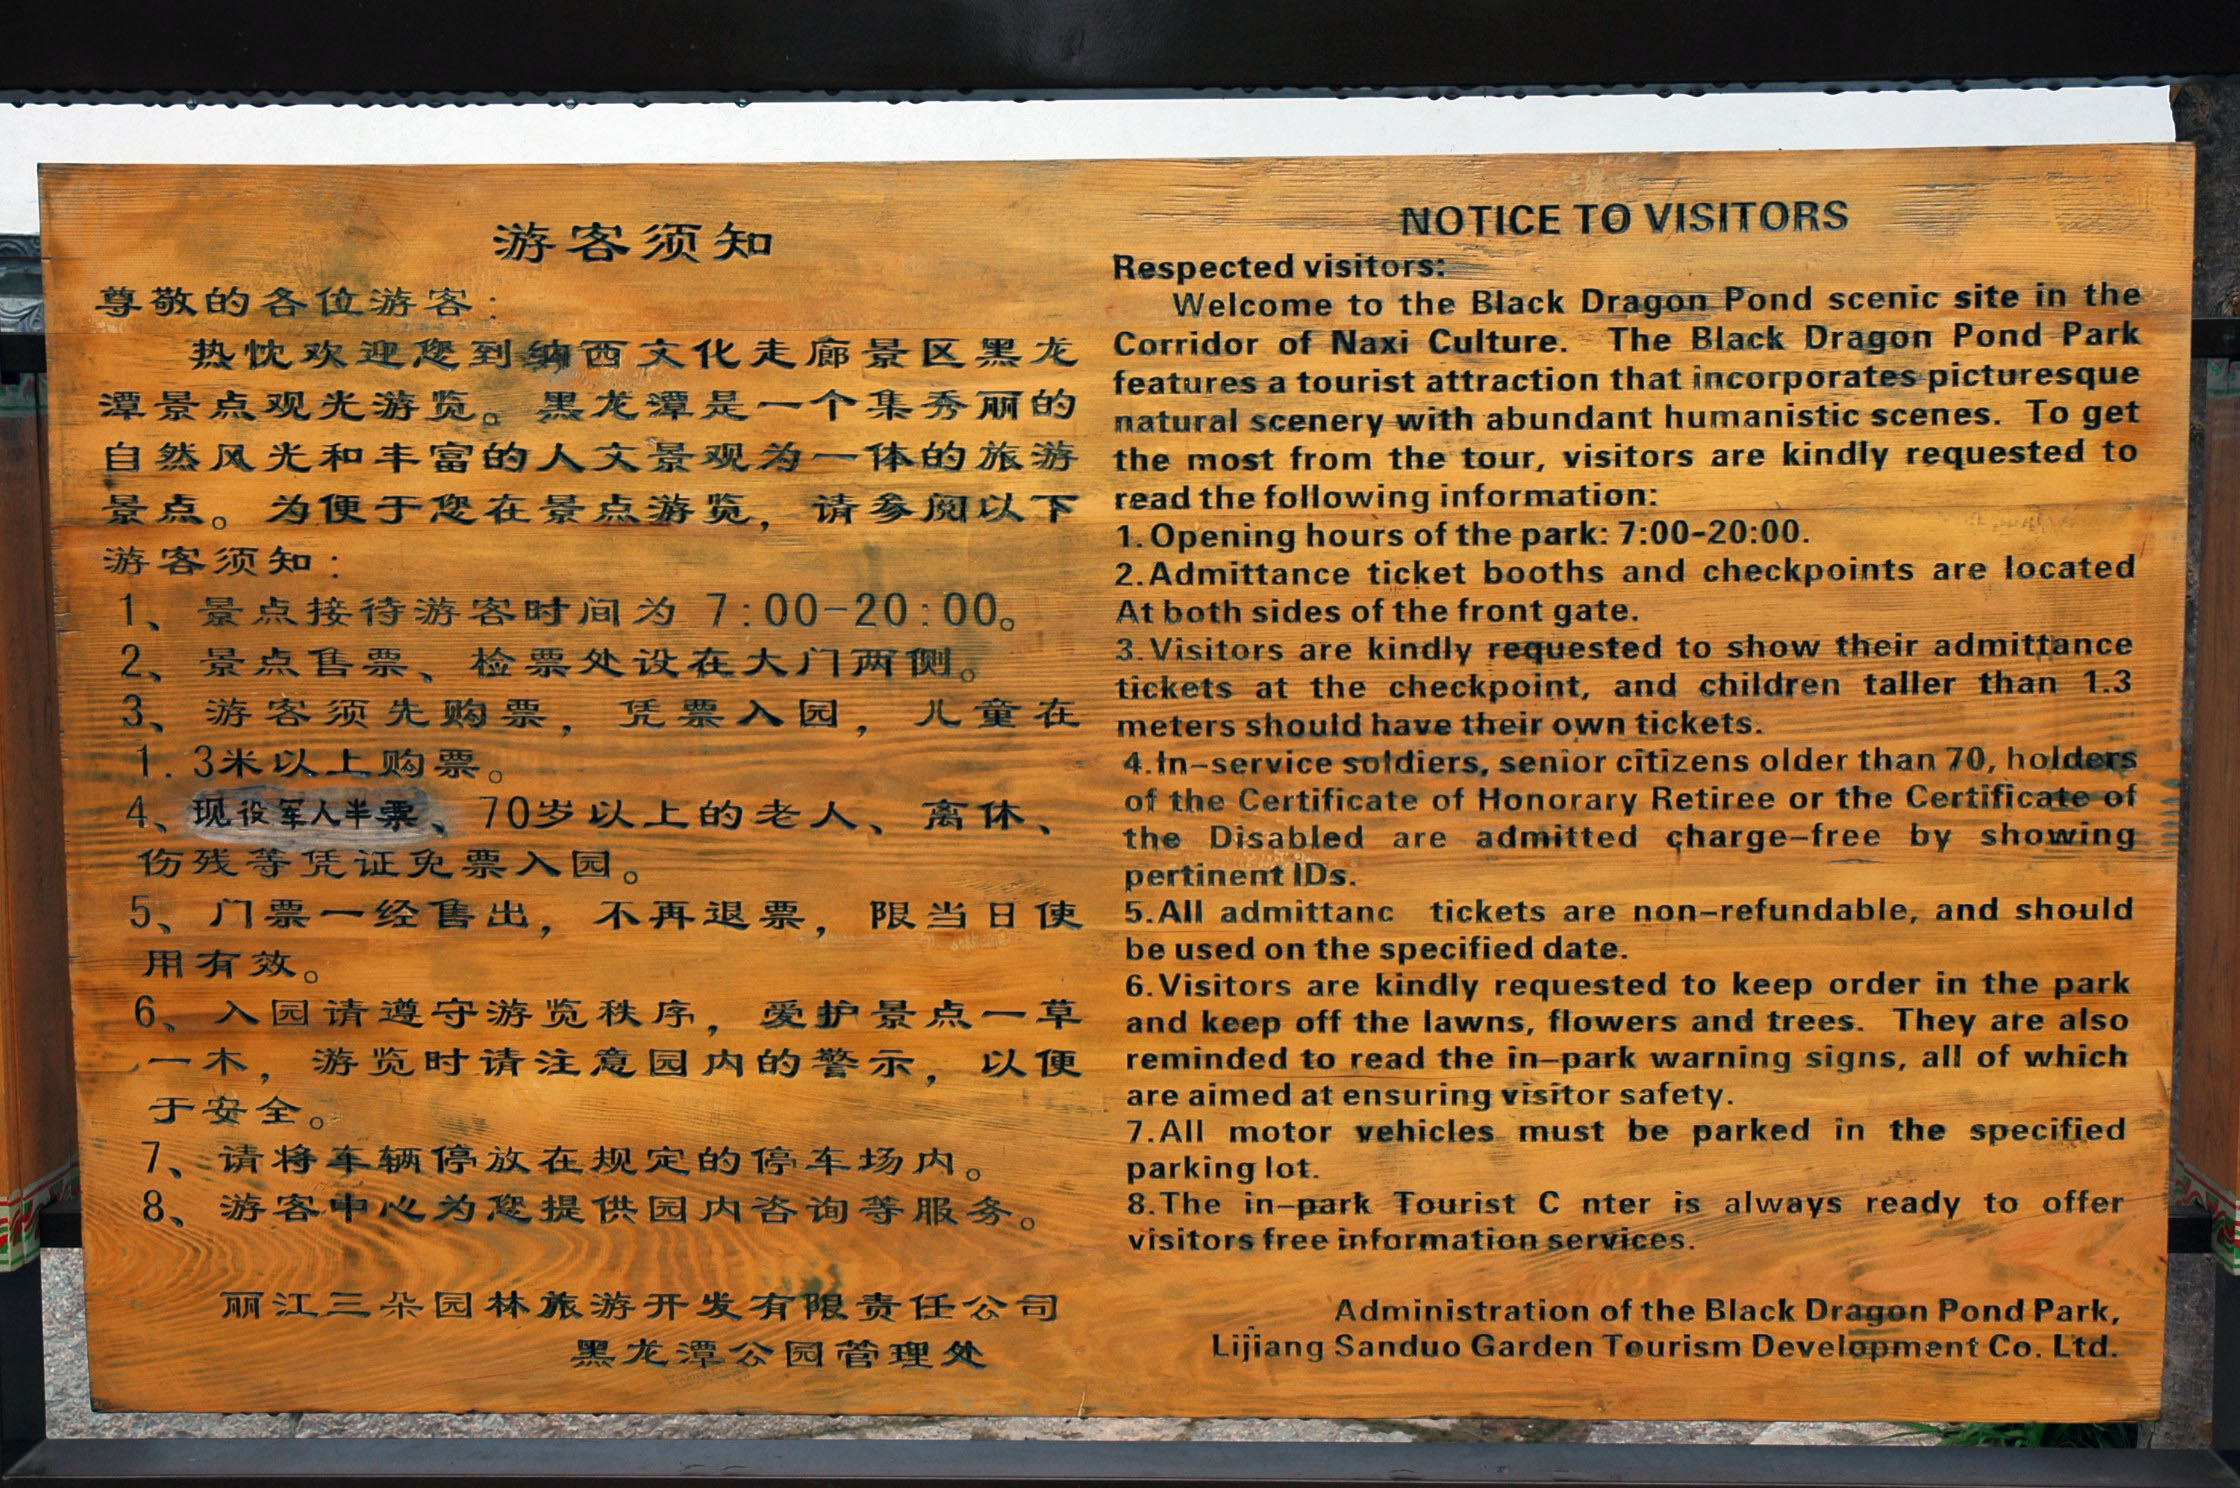 游客须知
尊敬的各位游客：
热忱欢迎您到纳西文化走廊景区黑龙
潭景点观光游览。黑龙潭是一个集秀丽的
自然风光和丰富的人文景观为一体的旅游
景点。为便于您在景点游览，请参阅以下
游客须知：
1、景点接待游客时间为 7:00-20:00。
2、景点售票、检票处设在大门两侧。
3、游客须先购票，凭票入园，儿童在
1.3米以上购票。
4、现役军人半票、70岁以上的老人、离休、
伤残等凭证免票入园。
5、门票一经售出，不再退票，限当日使
用有效。
6、入园请遵守游览秩序，爱护景点一草
一木，游览时请注意园内的警示，以便
于安全。
7、请将车辆停放在规定的停车场内。
8、游客中心为您提供园内咨询等服务。
丽江三朵园林旅游开发有限责任公司
黑龙潭公园管理处
NOTICE TO VISITORS
Respected visitors:
Welcome to the Black Dragon Pond scenic site in the
Corridor of Naxi Culture. The Black Dragon Pond Park
features a tourist attraction that incorporates picturesque
natural scenery with abundant humanistic scenes. To get
the most from the tour, visitors are kindly requested to
read the following information:
1.Opening hours of the park: 7:00-20:00.
2.Admittance ticket booths and checkpoints are located
At both sides of the front gate.
3.Visitors are kindly requested to show their admittance
tickets at the checkpoint, and children taller than 1.3
meters should have their own tickets.
4.In-service soldiers, senior citizens older than 70, holders
of the Certificate of Honorary Retiree or the Certificate of
the Disabled are admitted charge-free by showing
pertinent IDs.
5.All admittanc tickets are non-refundable, and should
be used on the specified date.
6.Visitors are kindly requested to keep order in the park
and keep off the lawns, flowers and trees. They are also
reminded to read the in-park warning signs, all of which
are aimed at ensuring visitor safety.
7.All motor vehicles must be parked in the specified
parking lot.
8.The in-park Tourist C nter is always ready to offer
visitors free information services.
Administration of the Black Dragon Pond Park,
Lijiang Sanduo Garden Tourism Development Co. Ltd.